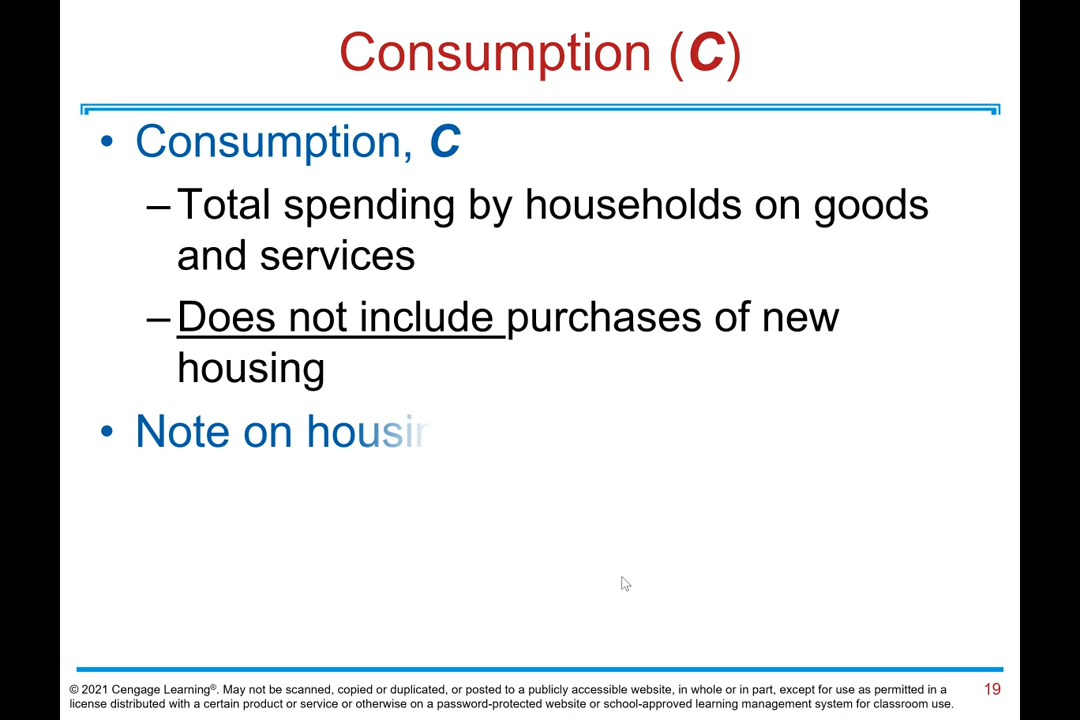 Consumption (C)
• Consumption, C
– Total spending by households on goods
and services
– Does not include purchases of new
housing
• Note on housin
© 2021 Cengage Learning®. May not be scanned, copied or duplicated, or posted to a publicly accessible website, in whole or in part, except for use as permitted in a
license distributed with a certain product or service or otherwise on a password-protected website or school-approved learning management system for classroom use.
19